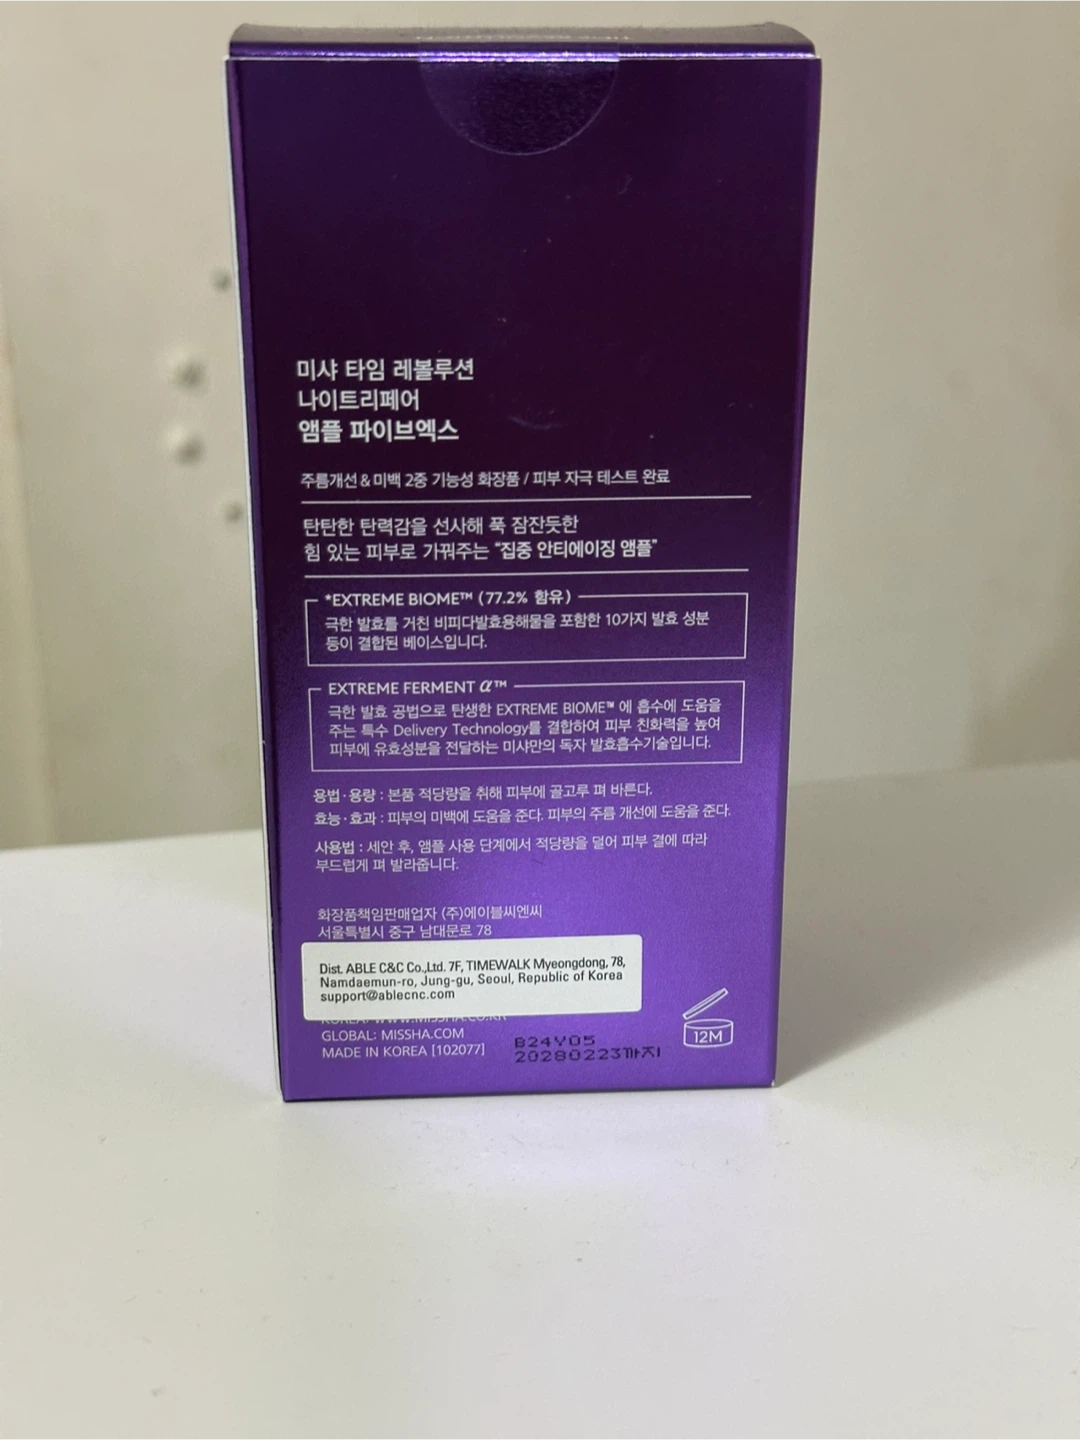 미샤 타임 레볼루션
나이트리페어
앰플 파이브엑스
주름개선 & 미백 2중 기능성 화장품 / 피부 자극 테스트 완료
탄탄한 탄력감을 선사해 푹 잠잔듯한
힘 있는 피부로 가꿔주는 “집중 안티에이징 앰플”
*EXTREME BIOME™ (77.2% 함유)
극한 발효를 거친 비피다발효용해물을 포함한 10가지 발효 성분
등이 결합된 베이스입니다.
EXTREME FERMENT α™
극한 발효 공법으로 탄생한 EXTREME BIOME™ 에 흡수에 도움을
주는 특수 Delivery Technology를 결합하여 피부 친화력을 높여
피부에 유효성분을 전달하는 미샤만의 독자 발효흡수기술입니다.
용법·용량 : 본품 적당량을 취해 피부에 골고루 펴 바른다.
효능·효과 : 피부의 미백에 도움을 준다. 피부의 주름 개선에 도움을 준다.
사용법 : 세안 후, 앰플 사용 단계에서 적당량을 덜어 피부 결에 따라
부드럽게 펴 발라줍니다.
화장품책임판매업자 (주)에이블씨엔씨
서울특별시 중구 남대문로 78
Dist. ABLE C&C Co.,Ltd. 7F, TIMEWALK Myeongdong, 78,
Namdaemun-ro, Jung-gu, Seoul, Republic of Korea
support@ablecnc.com
KOREA: WWW.MISSHA.CO.KR
GLOBAL: MISSHA.COM
MADE IN KOREA [102077]
B24Y05
20280223까지
12M